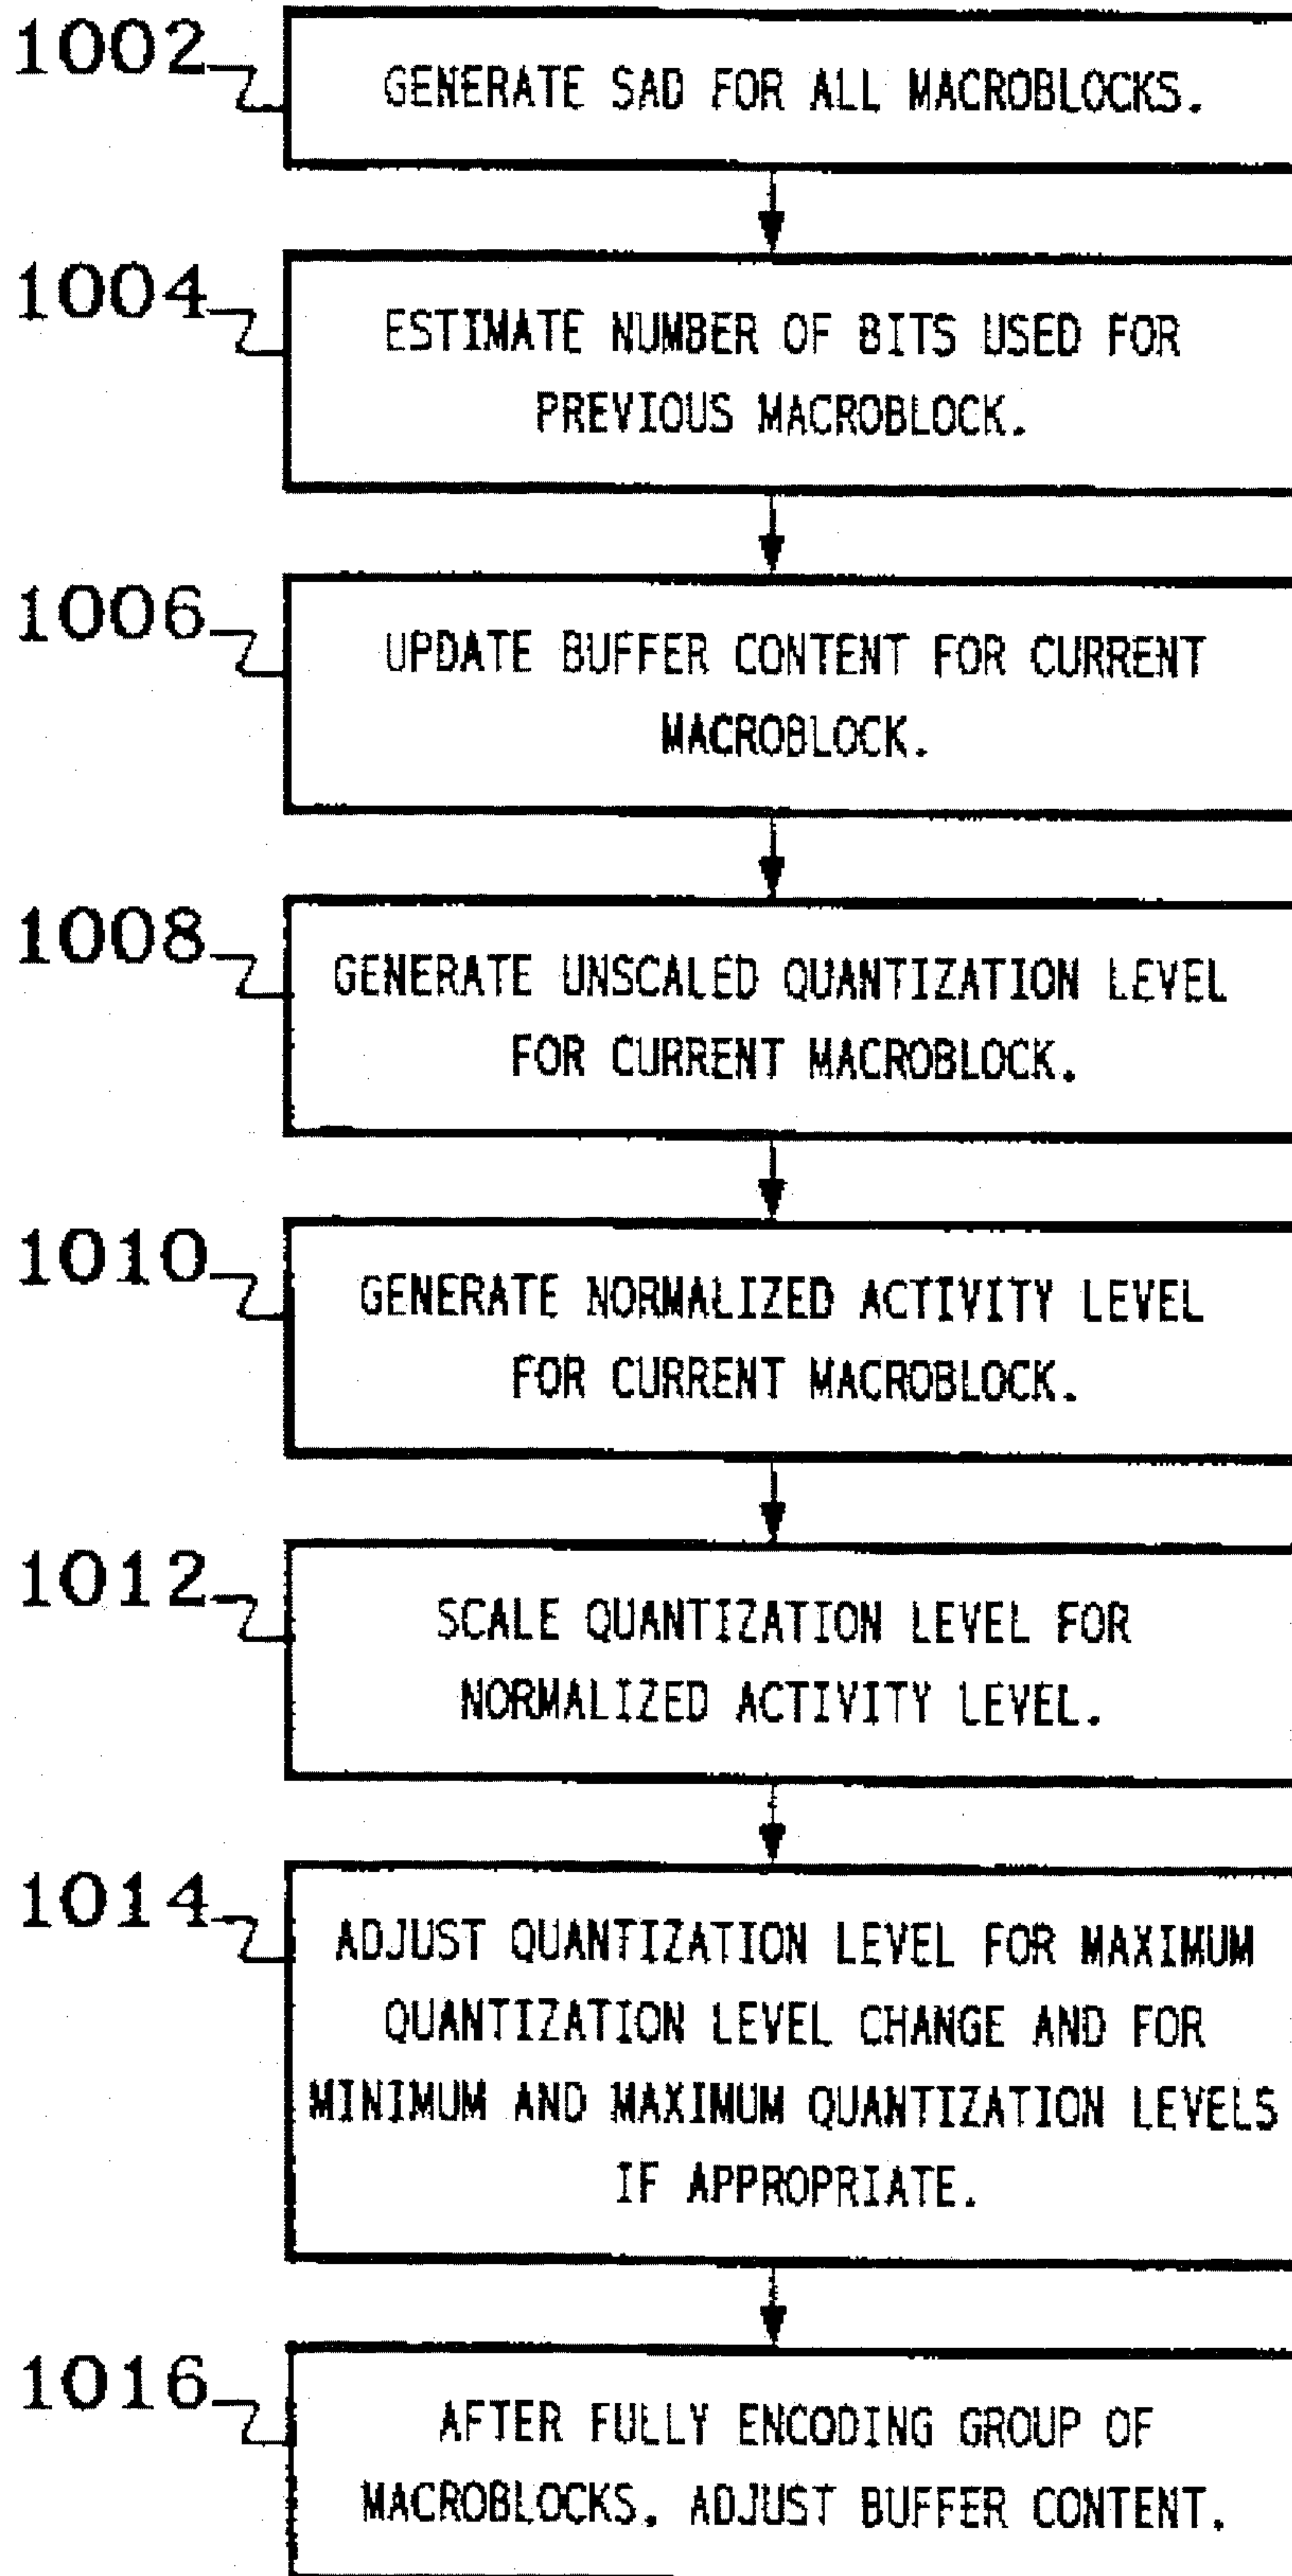 1002
GENERATE SAD FOR ALL MACROBLOCKS.
1004
ESTIMATE NUMBER OF BITS USED FOR
PREVIOUS MACROBLOCK.
1006
UPDATE BUFFER CONTENT FOR CURRENT
MACROBLOCK.
1008
GENERATE UNSCALED QUANTIZATION LEVEL
FOR CURRENT MACROBLOCK.
1010
GENERATE NORMALIZED ACTIVITY LEVEL
FOR CURRENT MACROBLOCK.
1012
SCALE QUANTIZATION LEVEL FOR
NORMALIZED ACTIVITY LEVEL.
1014
ADJUST QUANTIZATION LEVEL FOR MAXIMUM
QUANTIZATION LEVEL CHANGE AND FOR
MINIMUM AND MAXIMUM QUANTIZATION LEVELS
IF APPROPRIATE.
1016
AFTER FULLY ENCODING GROUP OF
MACROBLOCKS, ADJUST BUFFER CONTENT.